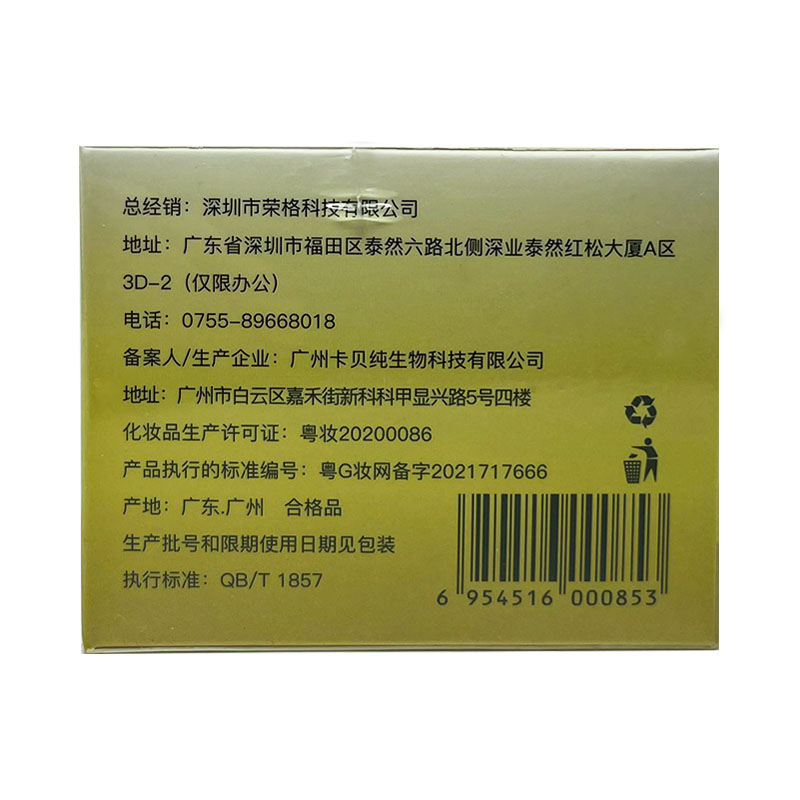 总经销：深圳市荣格科技有限公司
地址：广东省深圳市福田区泰然六路北侧深业泰然红松大厦A区
3D-2（仅限办公）
电话：0755-89668018
备案人/生产企业：广州卡贝纯生物科技有限公司
地址：广州市白云区嘉禾街新科科甲显兴路5号四楼
化妆品生产许可证：粤妆20200086
产品执行的标准编号：粤G妆网备字2021717666
产地：广东.广州 合格品
生产批号和限期使用日期见包装
执行标准：QB/T 1857
6 954516 000853